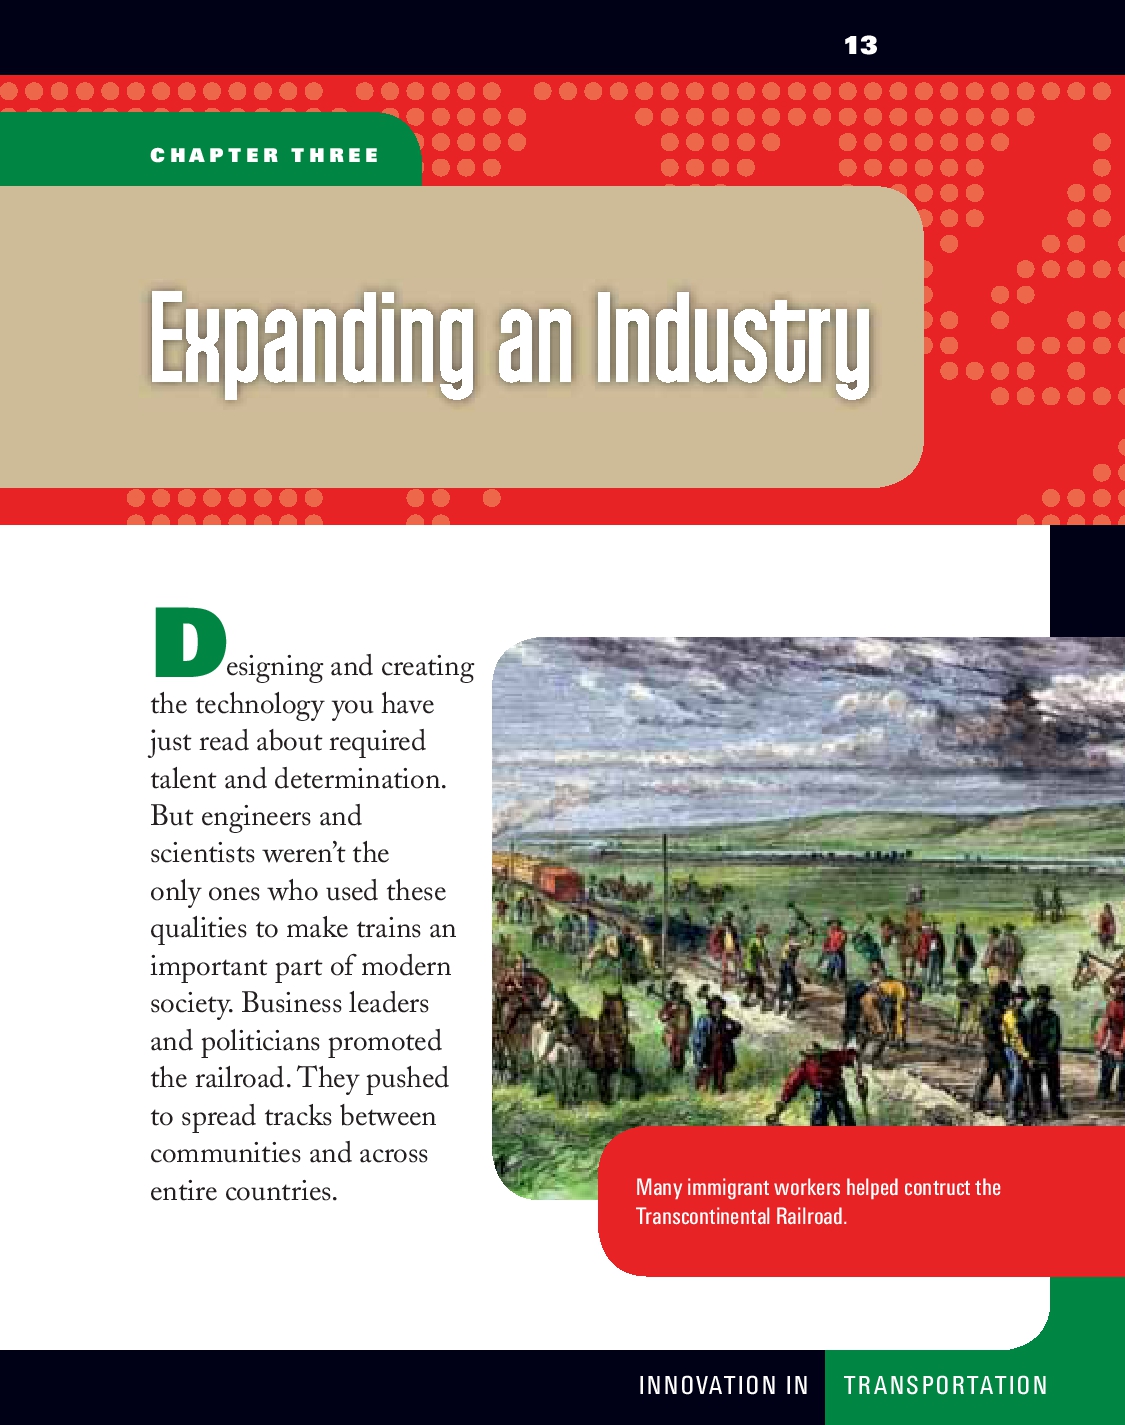 13
CHAPTER THREE
Expanding an Industry
Designing and creating
the technology you have
just read about required
talent and determination.
But engineers and
scientists weren't the
only ones who used these
qualities to make trains an
important part of modern
society. Business leaders
and politicians promoted
the railroad. They pushed
to spread tracks between
communities and across
entire countries.
Many immigrant workers helped contruct the
Transcontinental Railroad.
INNOVATION IN TRANSPORTATION